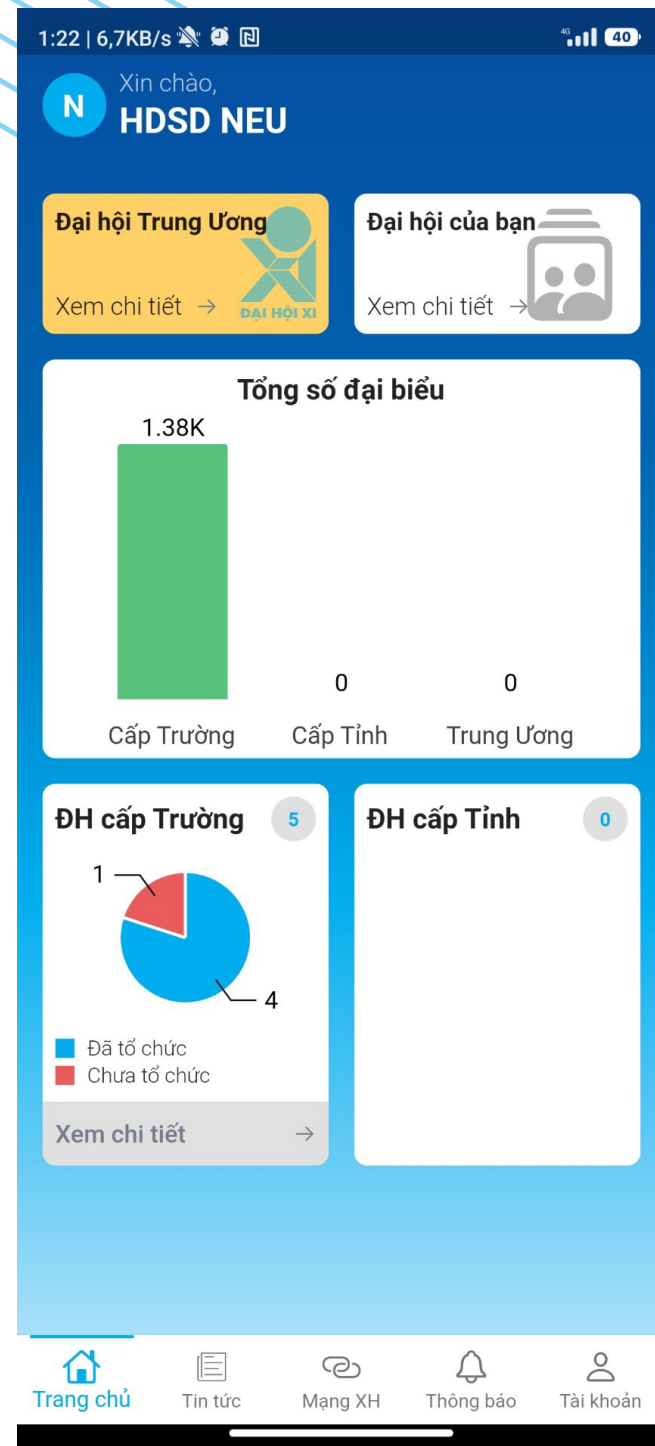 1:22 | 6,7KB/s
4G
40
N
Xin chào,
HDSD NEU
Đại hội Trung Ương
Xem chi tiết →
ĐẠI HỘI XI
Đại hội của bạn
Xem chi tiết →
Tổng số đại biểu
1.38K
0
0
Cấp Trường
Cấp Tỉnh
Trung Ương
ĐH cấp Trường
5
1
4
Đã tổ chức
Chưa tổ chức
Xem chi tiết →
ĐH cấp Tỉnh
0
Trang chủ
Tin tức
Mạng XH
Thông báo
Tài khoản